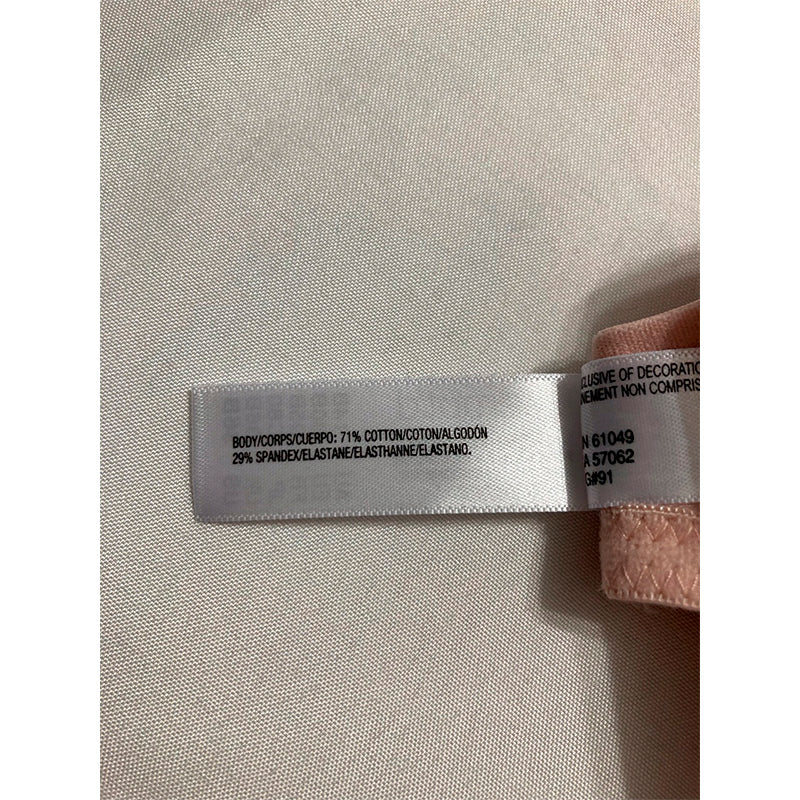 BODY/CORPS/CUERPO: 71% COTTON/COTON/ALGODÓN
29% SPANDEX/ELASTANE/ELASTHANNE/ELASTANO.
CLUSIVE OF DECORATIO
NEMENT NON COMPRIS
N 61049
A 57062
G#91